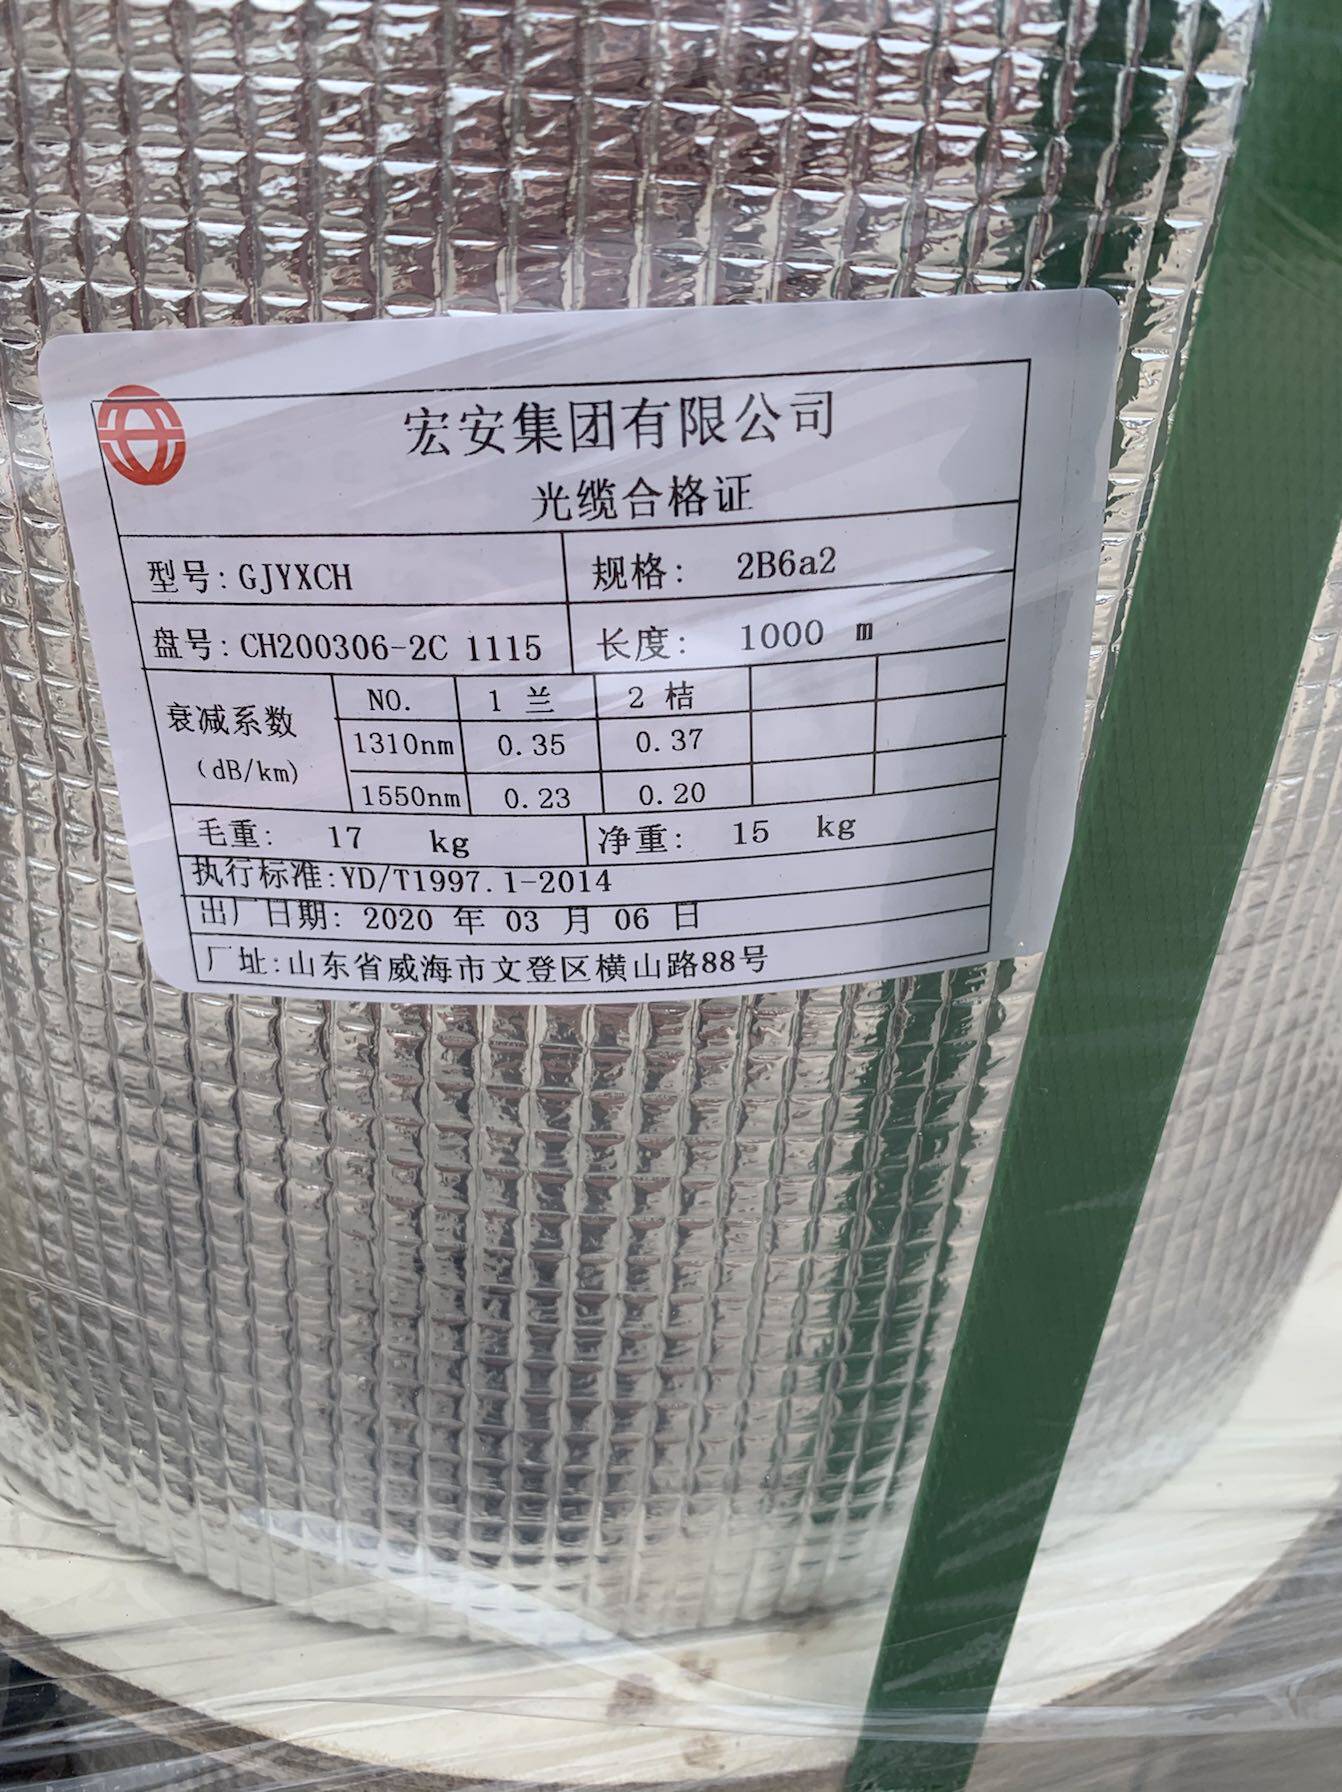 宏安集团有限公司
光缆合格证
型号:GJYXCH 规格: 2B6a2
盘号:CH200306-2C 1115 长度: 1000 m
衰减系数
(dB/km)
NO. 1 兰 2 桔
1310nm 0.35 0.37
1550nm 0.23 0.20
毛重: 17 kg 净重: 15 kg
执行标准:YD/T1997.1-2014
出厂日期: 2020 年 03 月 06 日
厂址:山东省威海市文登区横山路88号